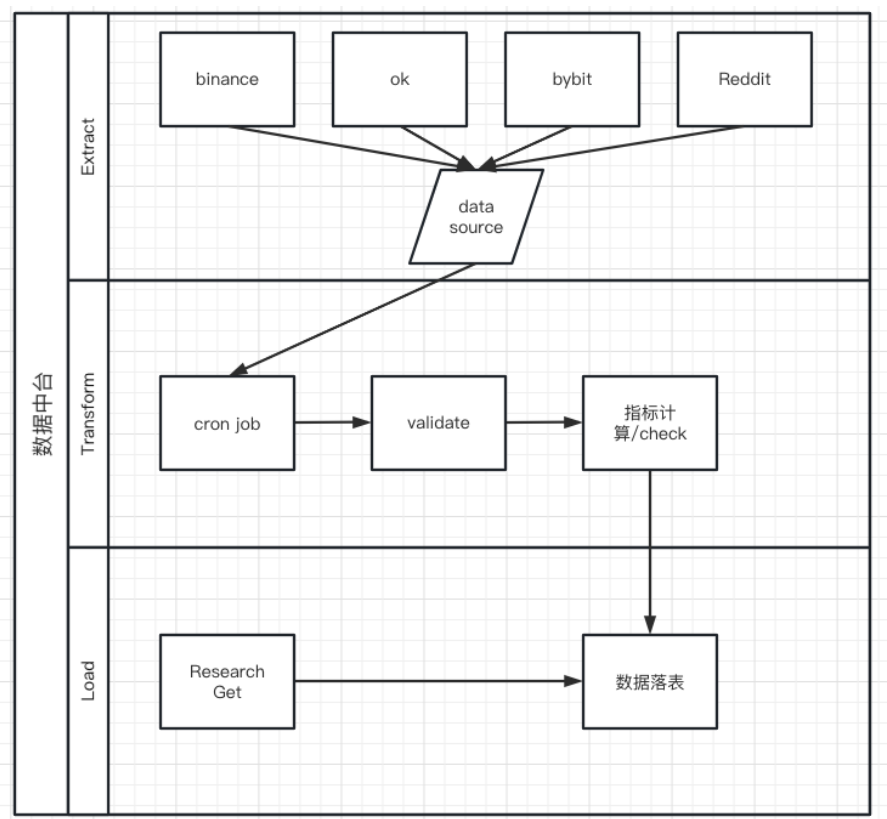 数据中台
Extract
binance
ok
bybit
Reddit
data
source
Transform
cron job
validate
指标计
算/check
Load
Research
Get
数据落表